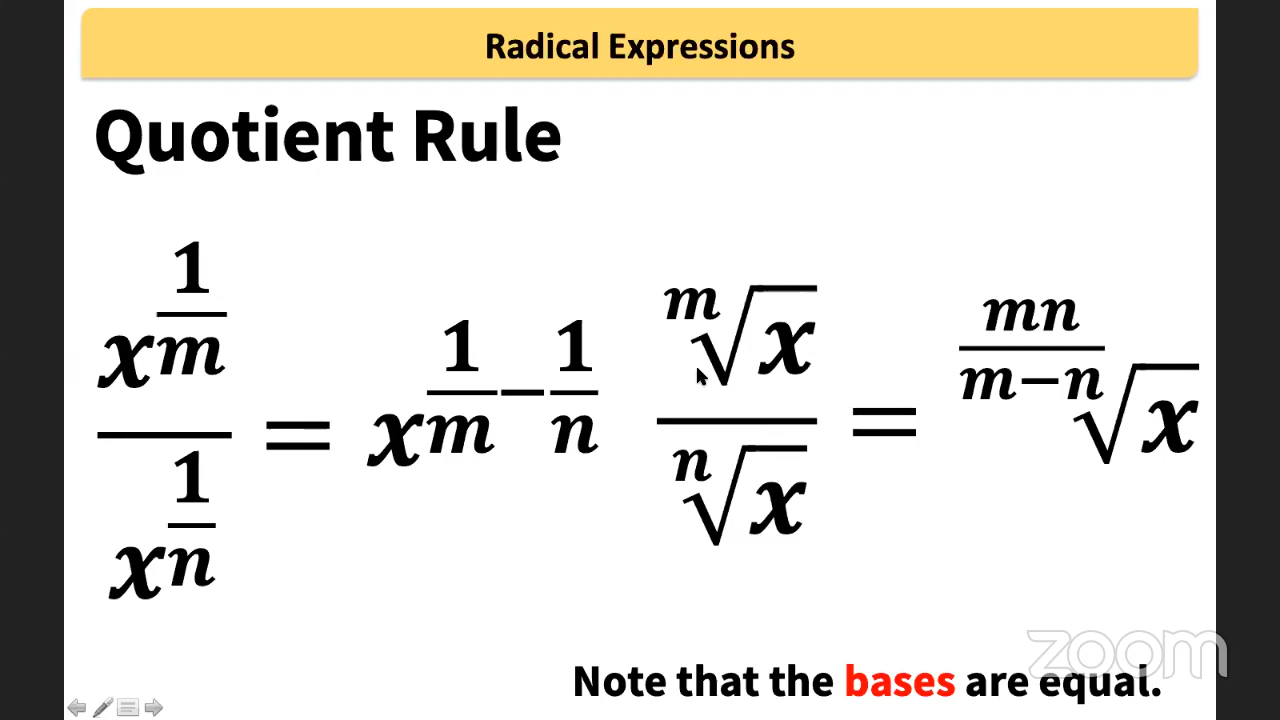 Radical Expressions
Quotient Rule
x^(1/m) / x^(1/n) = x^(1/m − 1/n)
ᵐ√x / ⁿ√x = ^(mn/(m−n))√x
zoom
Note that the bases are equal.